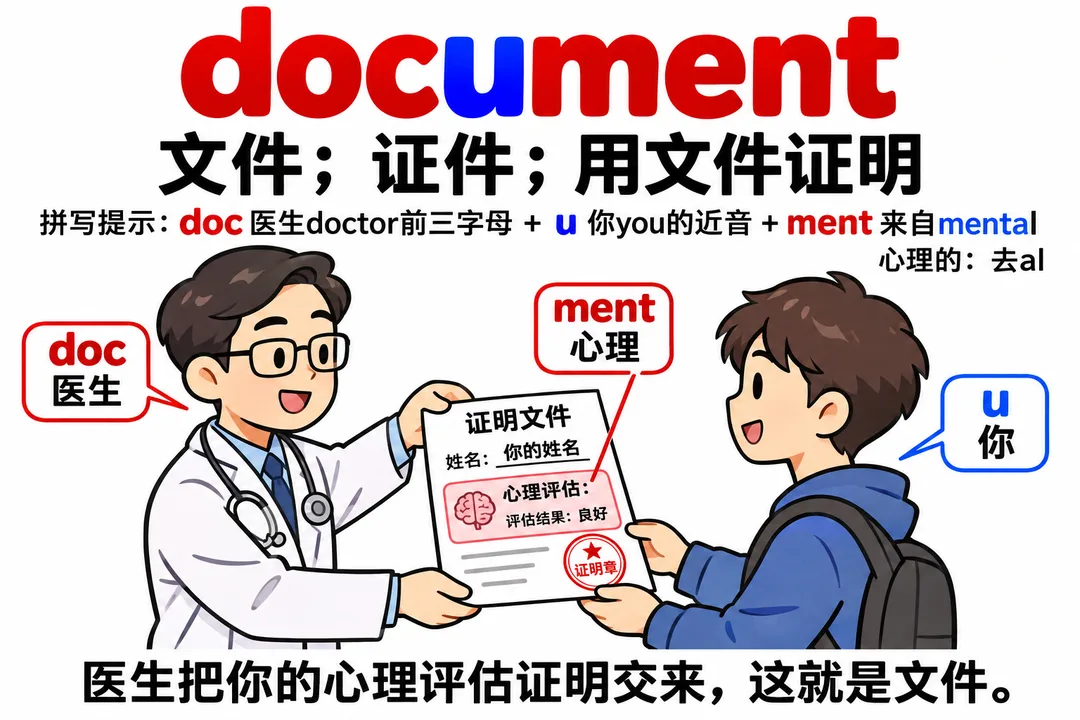 document
文件；证件；用文件证明
拼写提示：doc 医生doctor前三字母 + u 你you的近音 + ment 来自mental
心理的：去al
doc
医生
ment
心理
u
你
证明文件
姓名：你的姓名
心理评估：
评估结果：良好
证明章
医生把你的心理评估证明交来，这就是文件。